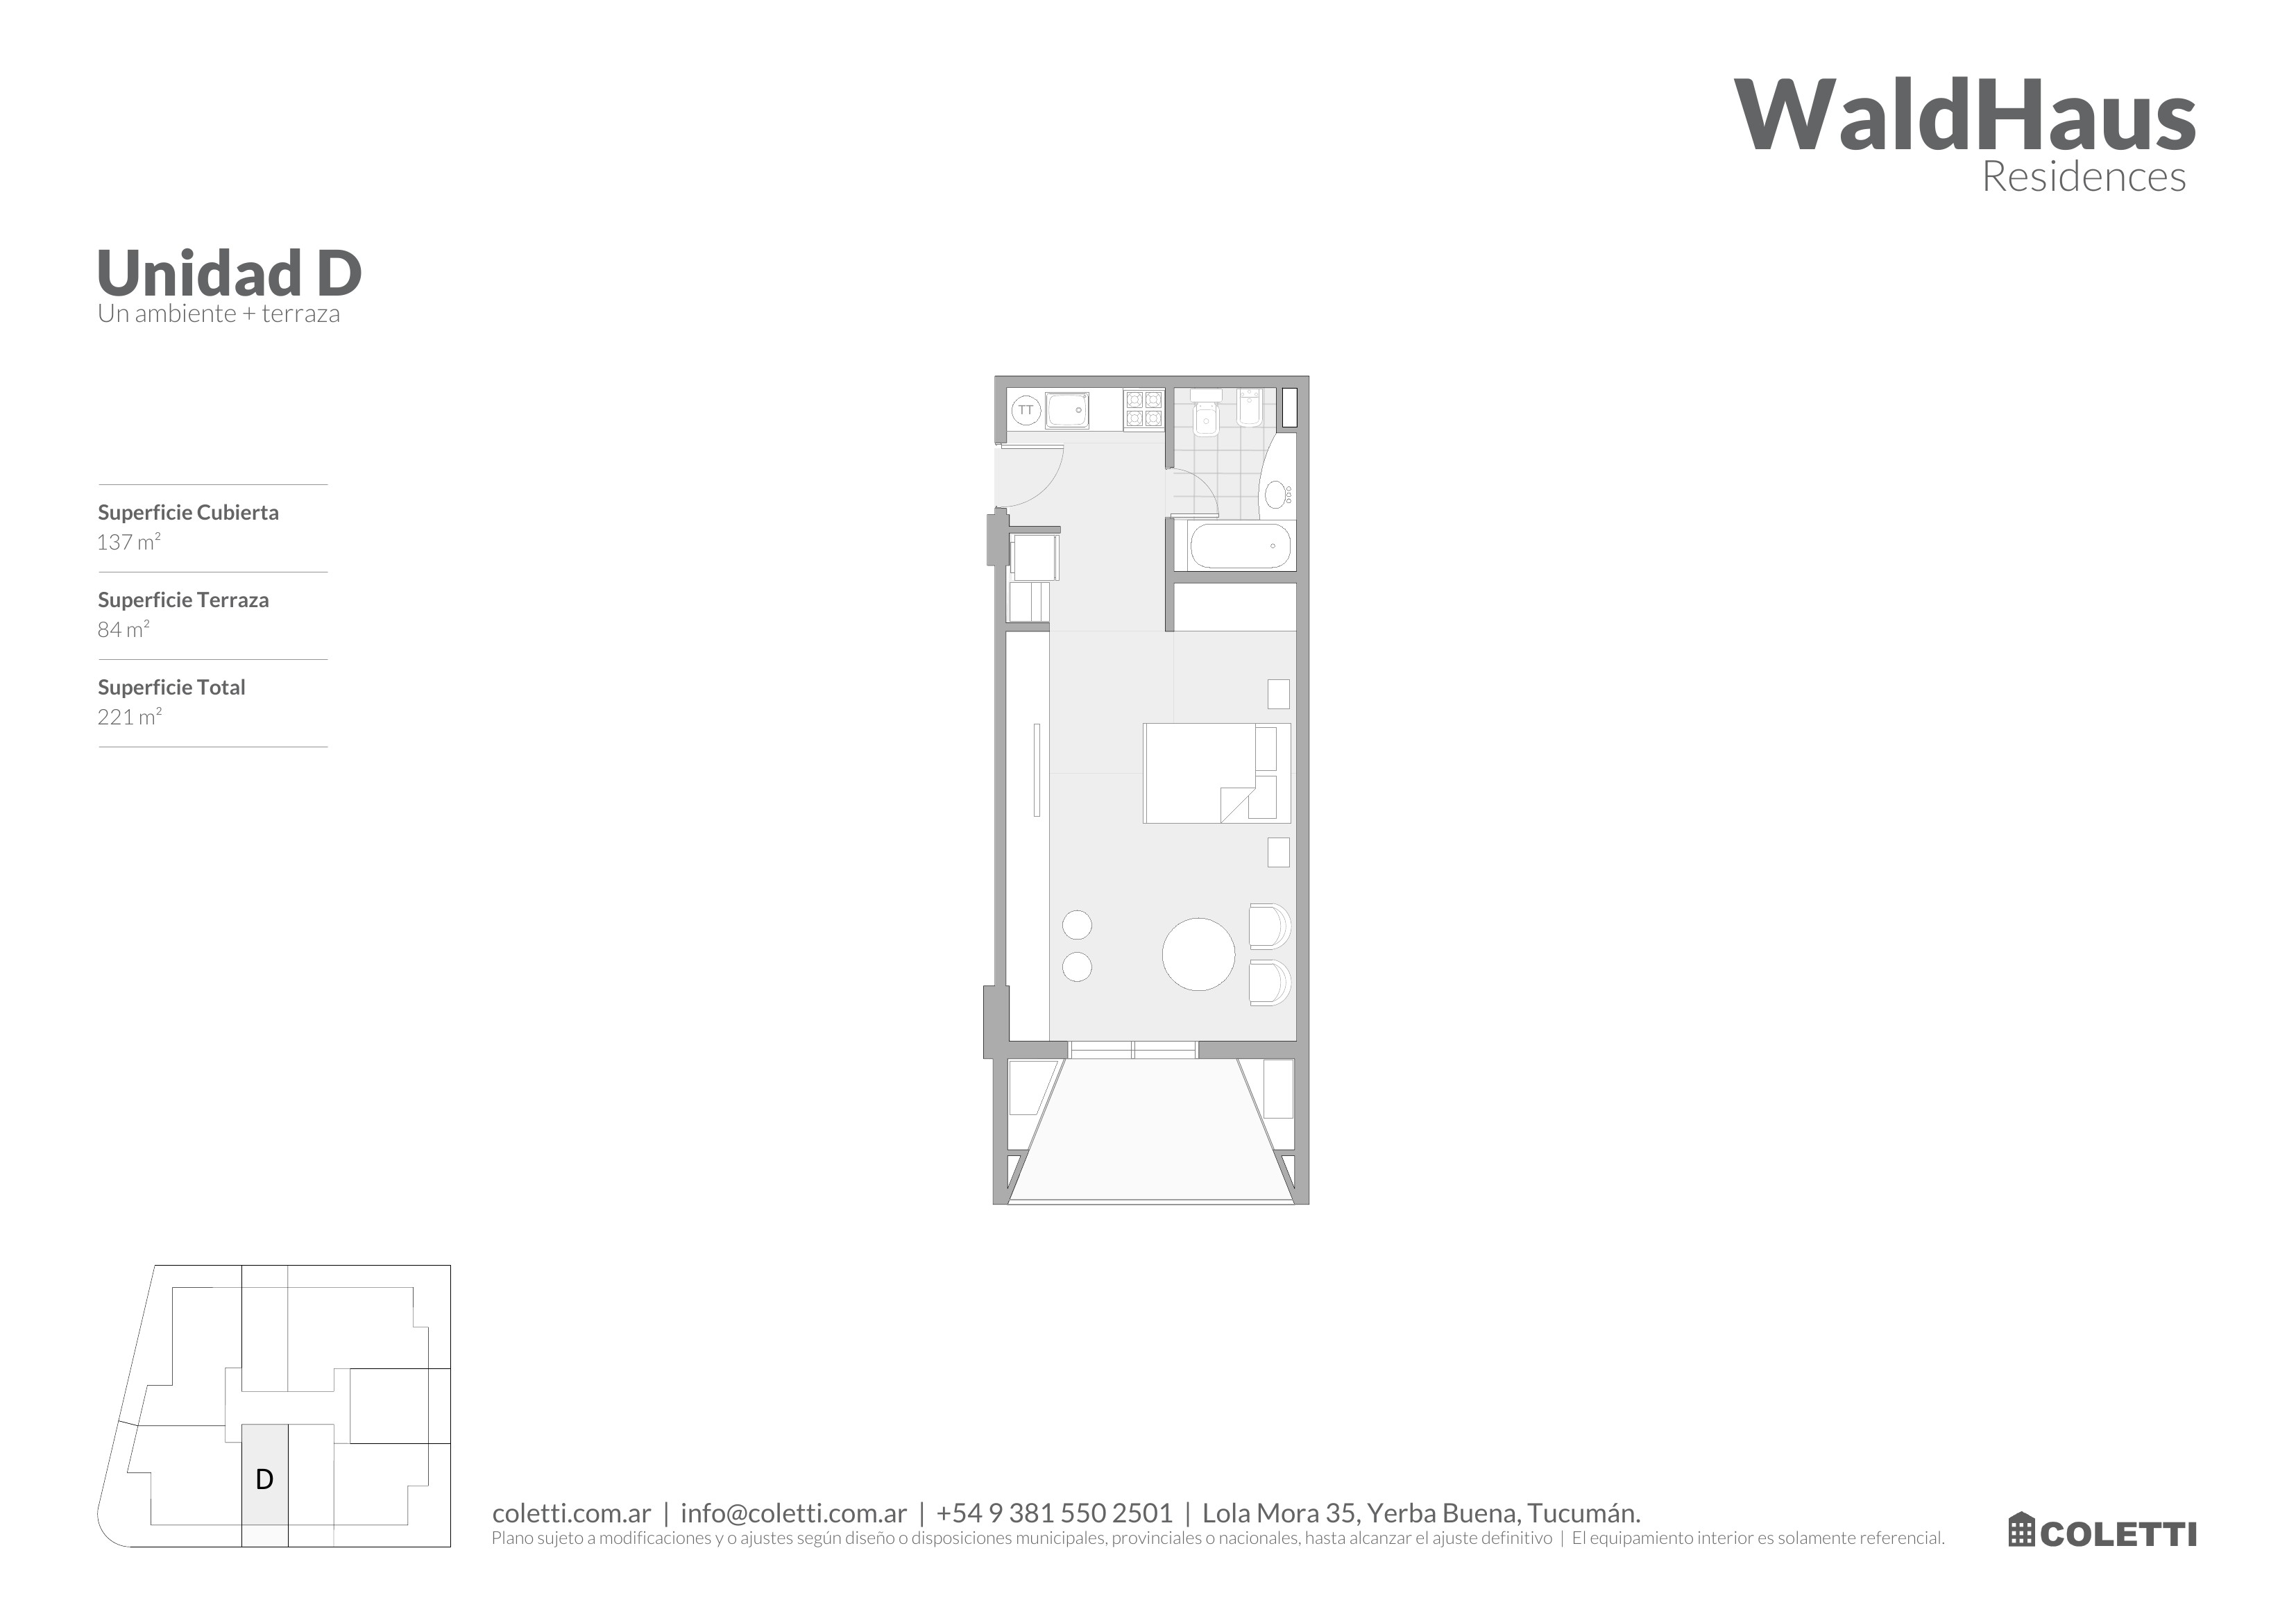 WaldHaus
Residences
Unidad D
Un ambiente + terraza
Superficie Cubierta
137 m²
Superficie Terraza
84 m²
Superficie Total
221 m²
TT
D
coletti.com.ar | info@coletti.com.ar | +54 9 381 550 2501 | Lola Mora 35, Yerba Buena, Tucumán.
Plano sujeto a modificaciones y o ajustes según diseño o disposiciones municipales, provinciales o nacionales, hasta alcanzar el ajuste definitivo | El equipamiento interior es solamente referencial.
COLETTI